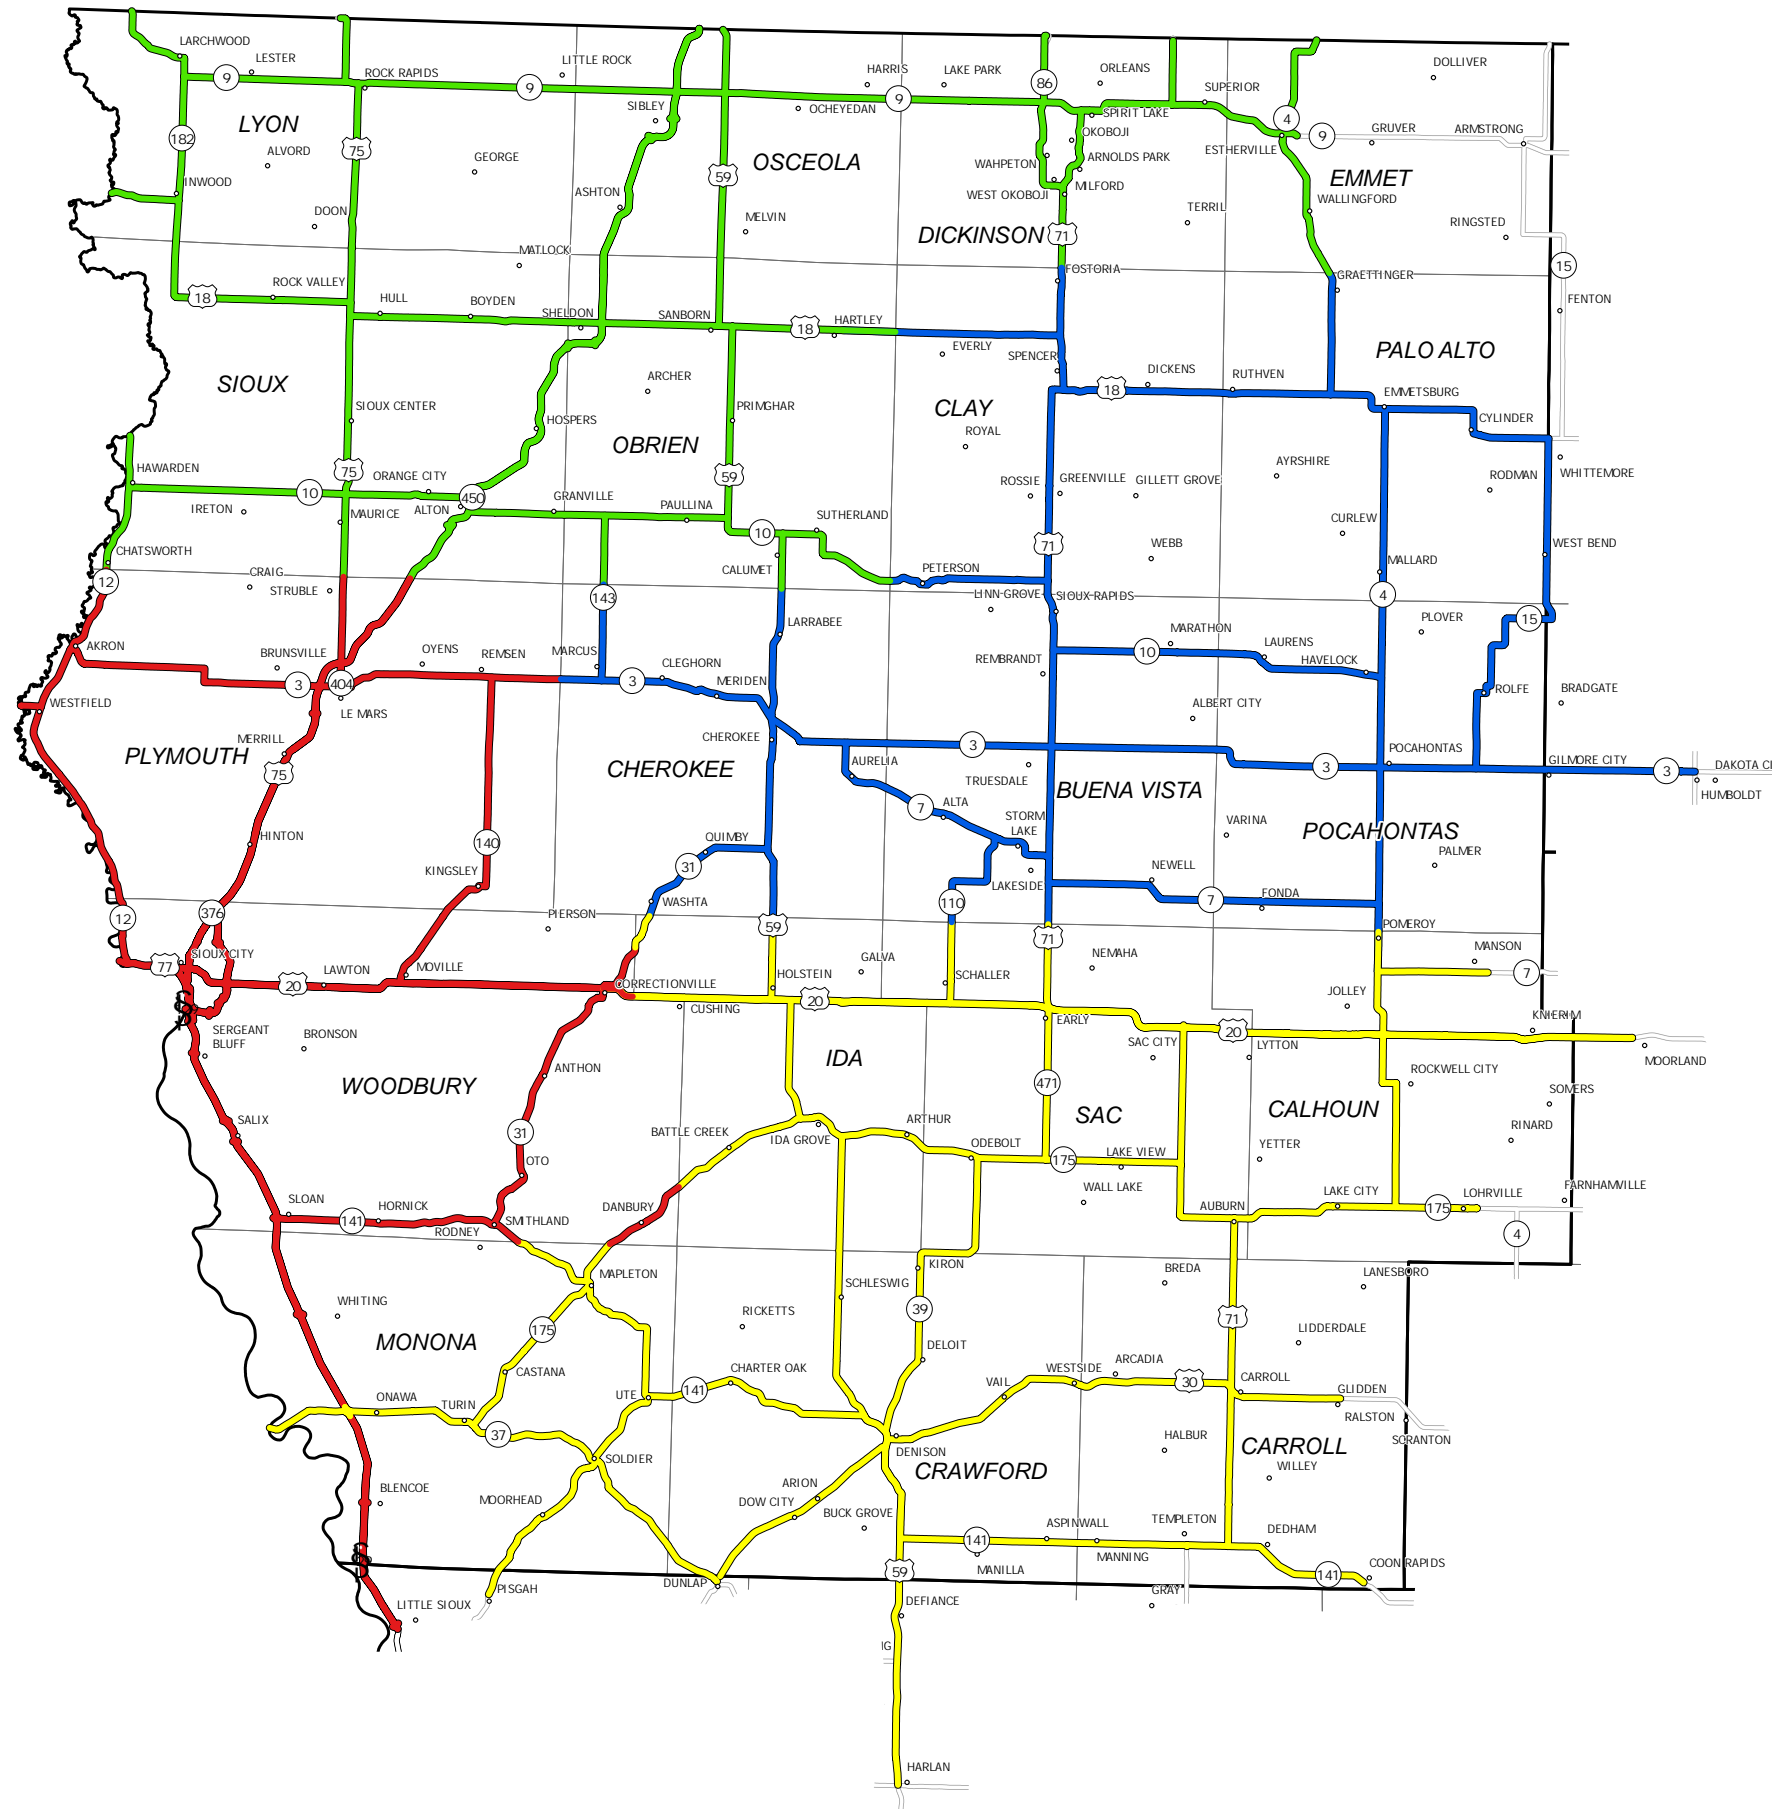 LARCHWOOD
LESTER
9
ROCK RAPIDS
LITTLE ROCK
9
HARRIS
LAKE PARK
9
86
ORLEANS
SUPERIOR
DOLLIVER
LYON
182
ALVORD
75
GEORGE
SIBLEY
OCHEYEDAN
SPIRIT LAKE
OKOBOJI
4
9
GRUVER
ARMSTRONG
OSCEOLA
59
WAHPETON
ARNOLDS PARK
ESTHERVILLE
EMMET
INWOOD
ASHTON
WEST OKOBOJI
MILFORD
WALLINGFORD
DOON
MELVIN
DICKINSON
71
TERRIL
RINGSTED
MATLOCK
FOSTORIA
GRAETTINGER
15
ROCK VALLEY
18
HULL
BOYDEN
SHELDON
SANBORN
18
HARTLEY
FENTON
EVERLY
SPENCER
PALO ALTO
SIOUX
ARCHER
DICKENS
18
RUTHVEN
EMMETSBURG
SIOUX CENTER
HOSPERS
PRIMGHAR
CLAY
CYLINDER
OBRIEN
ROYAL
HAWARDEN
75
ORANGE CITY
59
AYRSHIRE
WHITTEMORE
10
450
GRANVILLE
ROSSIE
GREENVILLE
GILLETT GROVE
RODMAN
IRETON
MAURICE
ALTON
PAULLINA
SUTHERLAND
CURLEW
10
CHATSWORTH
71
WEBB
WEST BEND
12
CRAIG
STRUBLE
CALUMET
PETERSON
MALLARD
143
LINN GROVE
SIOUX RAPIDS
4
LARRABEE
PLOVER
15
AKRON
BRUNSVILLE
OYENS
REMSEN
MARCUS
CLEGHORN
REMBRANDT
MARATHON
10
LAURENS
HAVELOCK
3
404
3
MERIDEN
ROLFE
BRADGATE
WESTFIELD
LE MARS
ALBERT CITY
MERRILL
CHEROKEE
3
POCAHONTAS
PLYMOUTH
75
CHEROKEE
AURELIA
TRUESDALE
3
GILMORE CITY
3
DAKOTA CI
BUENA VISTA
HUMBOLDT
7
ALTA
STORM
LAKE
VARINA
POCAHONTAS
HINTON
QUIMBY
140
KINGSLEY
31
LAKESIDE
NEWELL
PALMER
WASHTA
110
7
FONDA
12
376
PIERSON
59
POMEROY
71
SIOUX CITY
NEMAHA
MANSON
77
LAWTON
MOVILLE
CORRECTIONVILLE
HOLSTEIN
GALVA
SCHALLER
7
20
CUSHING
20
JOLLEY
SERGEANT
BLUFF
BRONSON
EARLY
20
KNIERIM
SAC CITY
LYTTON
MOORLAND
IDA
WOODBURY
ANTHON
471
ROCKWELL CITY
SOMERS
SALIX
31
BATTLE CREEK
IDA GROVE
ARTHUR
SAC
CALHOUN
RINARD
OTO
ODEBOLT
175
LAKE VIEW
YETTER
SLOAN
141
HORNICK
SMITHLAND
DANBURY
WALL LAKE
AUBURN
LAKE CITY
175
LOHRVILLE
FARNHAMVILLE
RODNEY
4
MAPLETON
SCHLESWIG
KIRON
BREDA
LANESBORO
WHITING
RICKETTS
39
71
MONONA
175
DELOIT
LIDDERDALE
CASTANA
CHARTER OAK
WESTSIDE
ARCADIA
ONAWA
TURIN
UTE
141
VAIL
30
CARROLL
GLIDDEN
37
RALSTON
SOLDIER
DENISON
HALBUR
CARROLL
SCRANTON
BLENCOE
MOORHEAD
ARION
CRAWFORD
WILLEY
DOW CITY
BUCK GROVE
ASPINWALL
TEMPLETON
DEDHAM
141
MANNING
PISGAH
DUNLAP
59
MANILLA
141
COON RAPIDS
LITTLE SIOUX
DEFIANCE
GRAY
IG
HARLAN